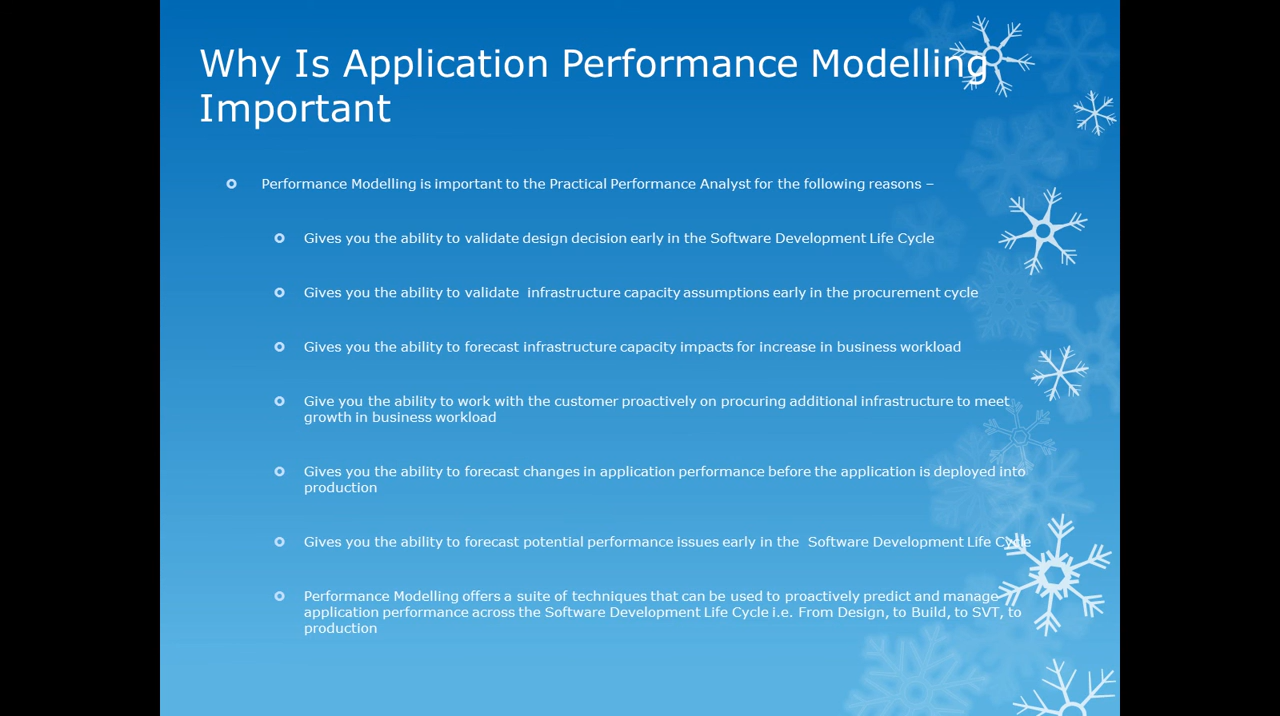 Why Is Application Performance Modelling
Important
Performance Modelling is important to the Practical Performance Analyst for the following reasons –
Gives you the ability to validate design decision early in the Software Development Life Cycle
Gives you the ability to validate  infrastructure capacity assumptions early in the procurement cycle
Gives you the ability to forecast infrastructure capacity impacts for increase in business workload
Give you the ability to work with the customer proactively on procuring additional infrastructure to meet
growth in business workload
Gives you the ability to forecast changes in application performance before the application is deployed into
production
Gives you the ability to forecast potential performance issues early in the  Software Development Life Cycle
Performance Modelling offers a suite of techniques that can be used to proactively predict and manage
application performance across the Software Development Life Cycle i.e. From Design, to Build, to SVT, to
production